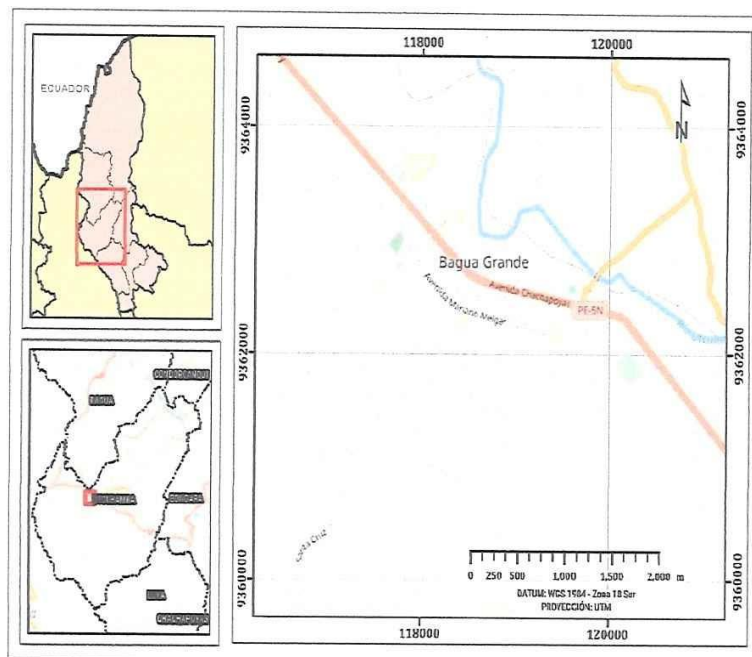 ECUADOR
CONDORCANQUI
BAGUA
UTCUBAMBA
LUYA
CHACHAPOYAS
118000
120000
9364000
9364000
N
Bagua Grande
Avenida Chachapoyas
Avenida Mariano Melgar
PE-5N
9362000
9362000
Santa Cruz
0 250 500 1,000 1,500 2,000 m
DATUM: WGS 1984 - Zona 18 Sur
PROYECCIÓN: UTM
9360000
9360000
118000
120000